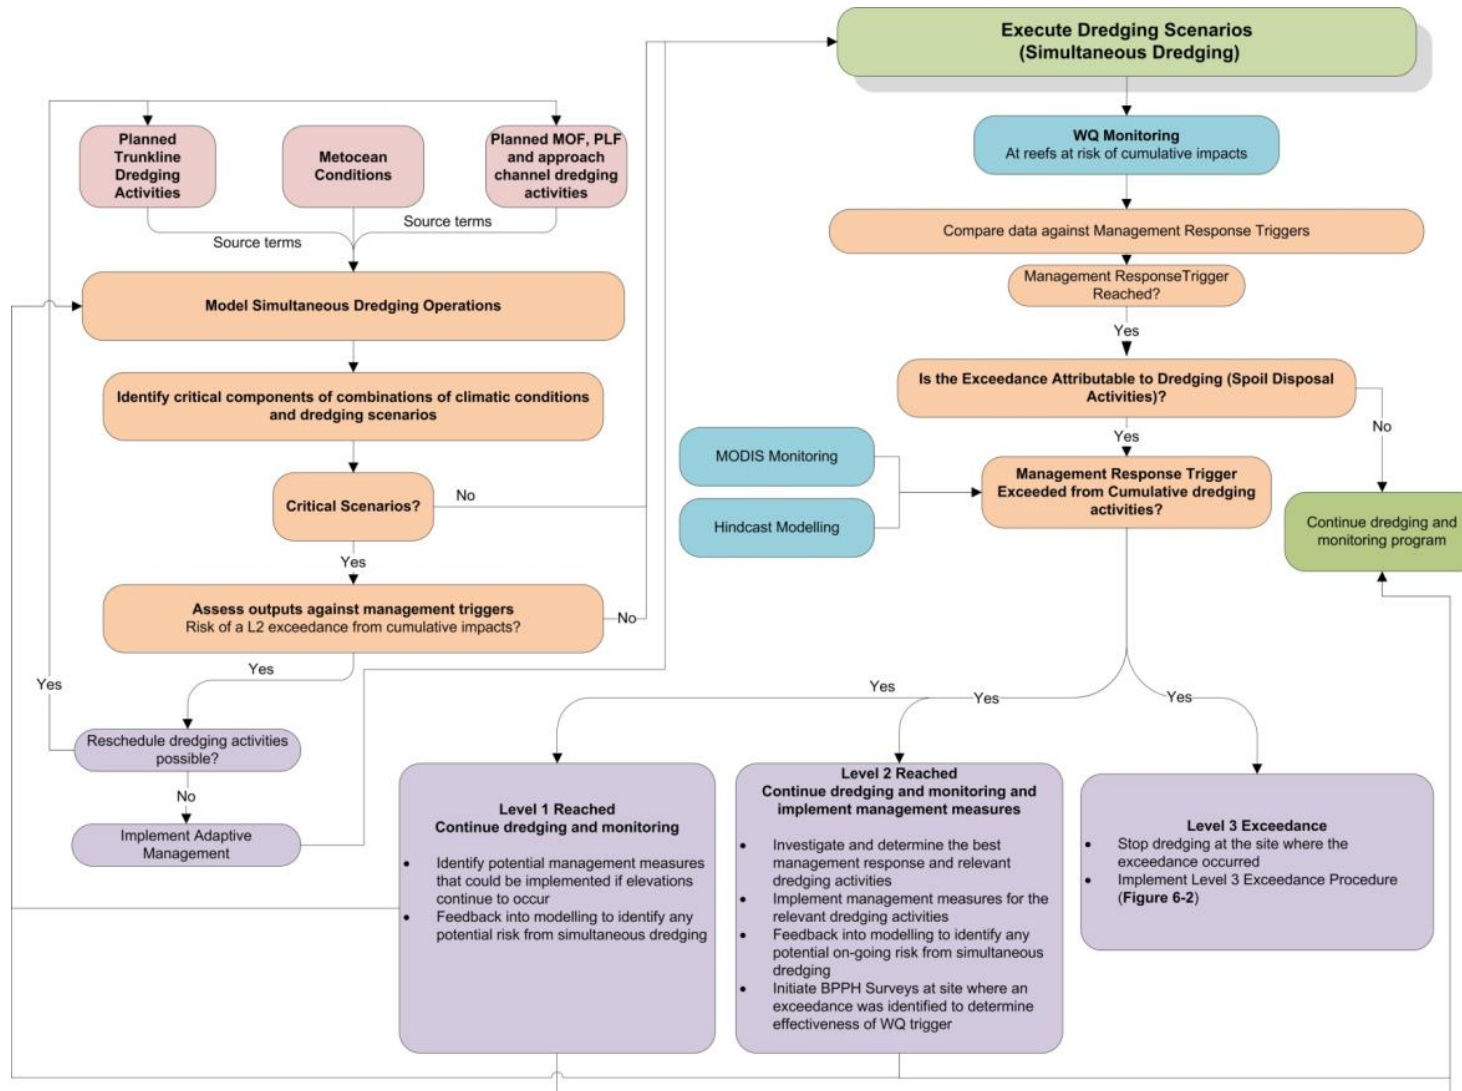 Execute Dredging Scenarios
(Simultaneous Dredging)
Planned
Trunkline
Dredging
Activities
Metocean
Conditions
Planned MOF, PLF
and approach
channel dredging
activities
Source terms
Source terms
Model Simultaneous Dredging Operations
Identify critical components of combinations of climatic conditions
and dredging scenarios
Critical Scenarios?
No
Yes
Assess outputs against management triggers
Risk of a L2 exceedance from cumulative impacts?
No
Yes
Yes
Reschedule dredging activities
possible?
No
Implement Adaptive
Management
WQ Monitoring
At reefs at risk of cumulative impacts
Compare data against Management Response Triggers
Management ResponseTrigger
Reached?
Yes
Is the Exceedance Attributable to Dredging (Spoil Disposal
Activities)?
No
Yes
MODIS Monitoring
Hindcast Modelling
Management Response Trigger
Exceeded from Cumulative dredging
activities?
Continue dredging and
monitoring program
Yes
Yes
Yes
Level 1 Reached
Continue dredging and monitoring
• Identify potential management measures
that could be implemented if elevations
continue to occur
• Feedback into modelling to identify any
potential risk from simultaneous dredging
Level 2 Reached
Continue dredging and monitoring and
implement management measures
• Investigate and determine the best
management response and relevant
dredging activities
• Implement management measures for the
relevant dredging activities
• Feedback into modelling to identify any
potential on-going risk from simultaneous
dredging
• Initiate BPPH Surveys at site where an
exceedance was identified to determine
effectiveness of WQ trigger
Level 3 Exceedance
• Stop dredging at the site where the
exceedance occurred
• Implement Level 3 Exceedance Procedure
(Figure 6-2)